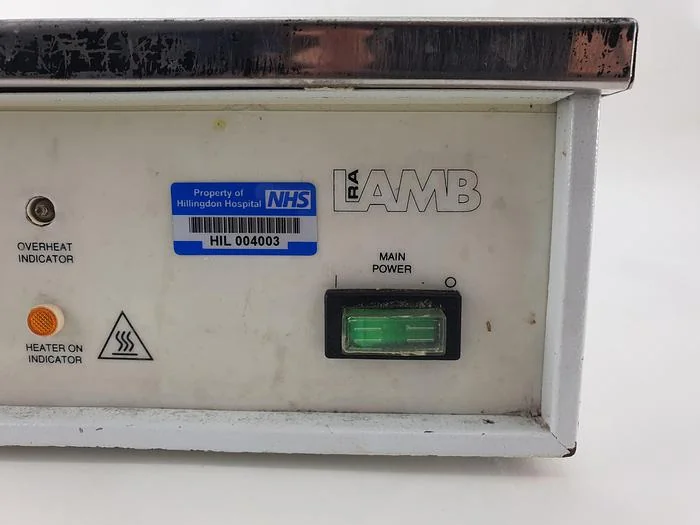 Property of
Hillingdon Hospital NHS
HIL 004003
RA LAMB
OVERHEAT
INDICATOR
MAIN
POWER
I O
HEATER ON
INDICATOR